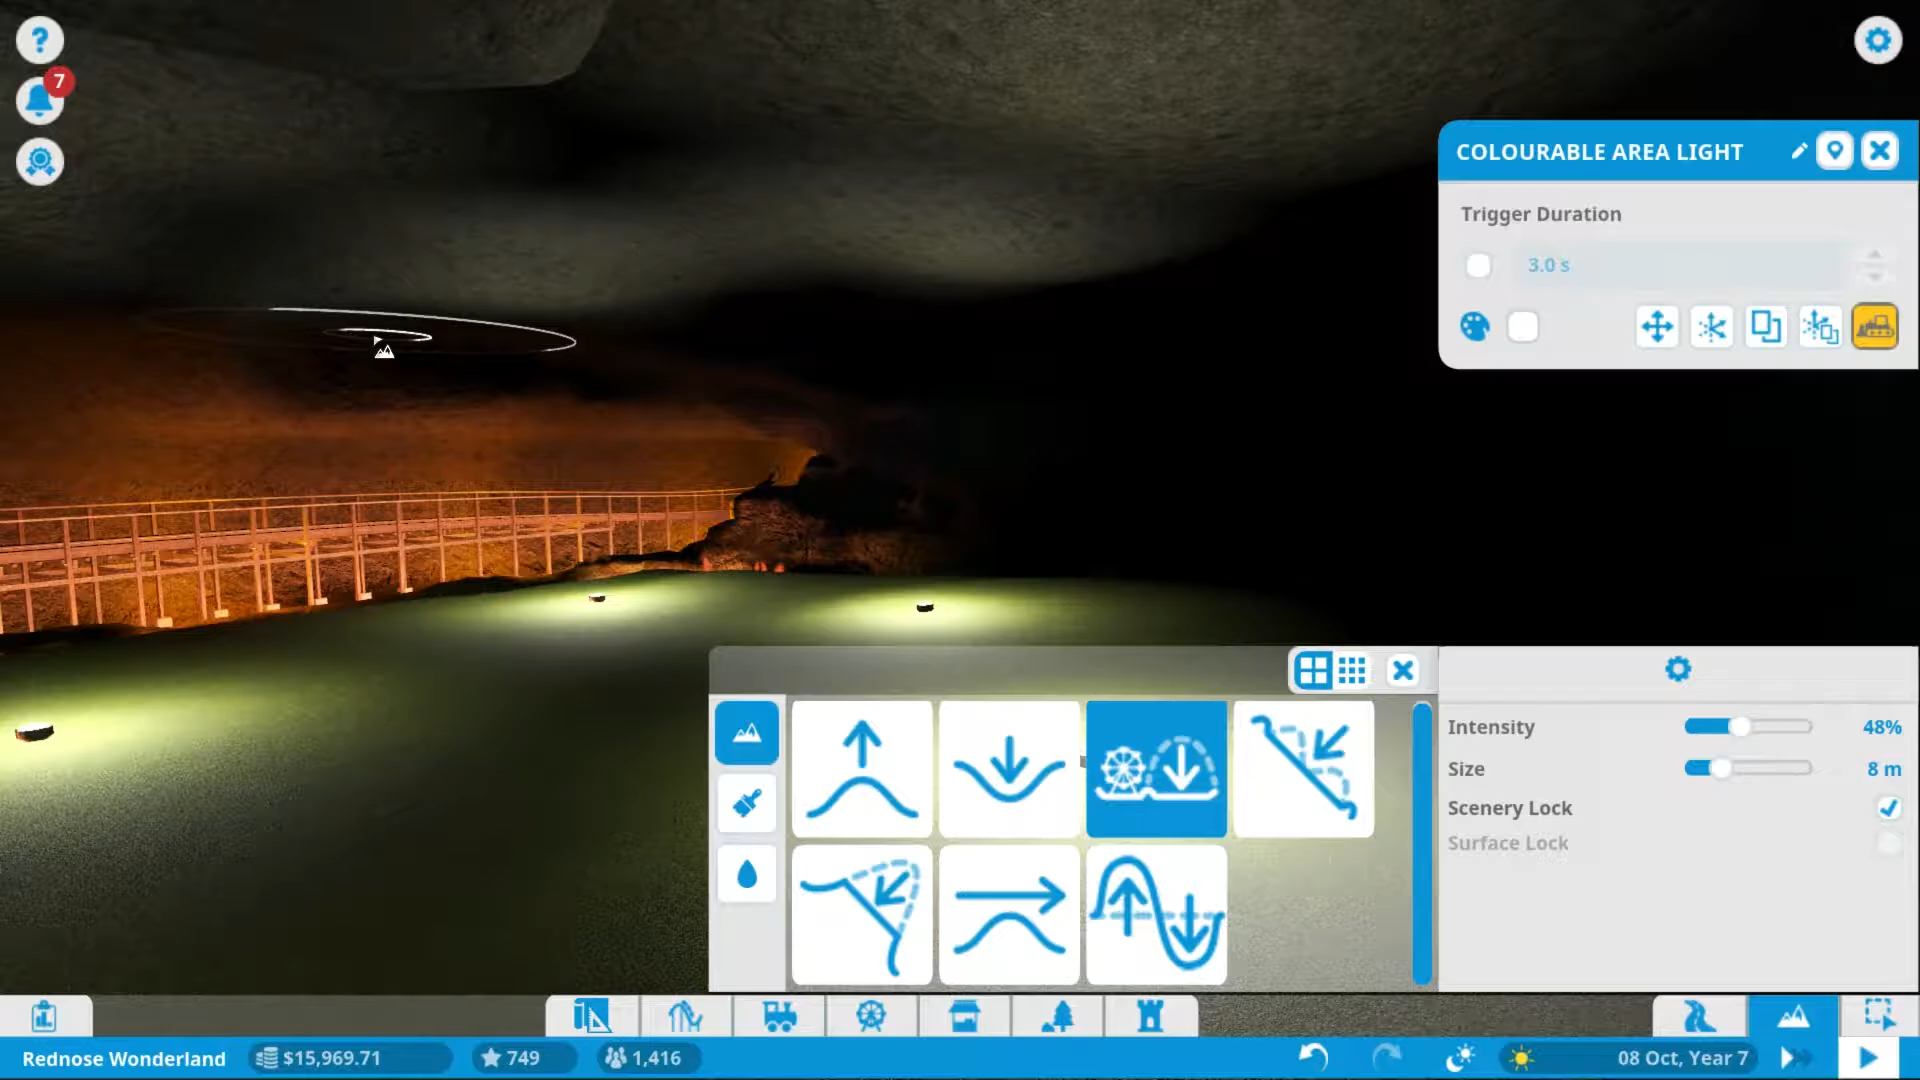 ?
7
COLOURABLE AREA LIGHT
Trigger Duration
3.0 s
Intensity 48%
Size 8 m
Scenery Lock
Surface Lock
Rednose Wonderland $15,969.71 749 1,416 08 Oct, Year 7